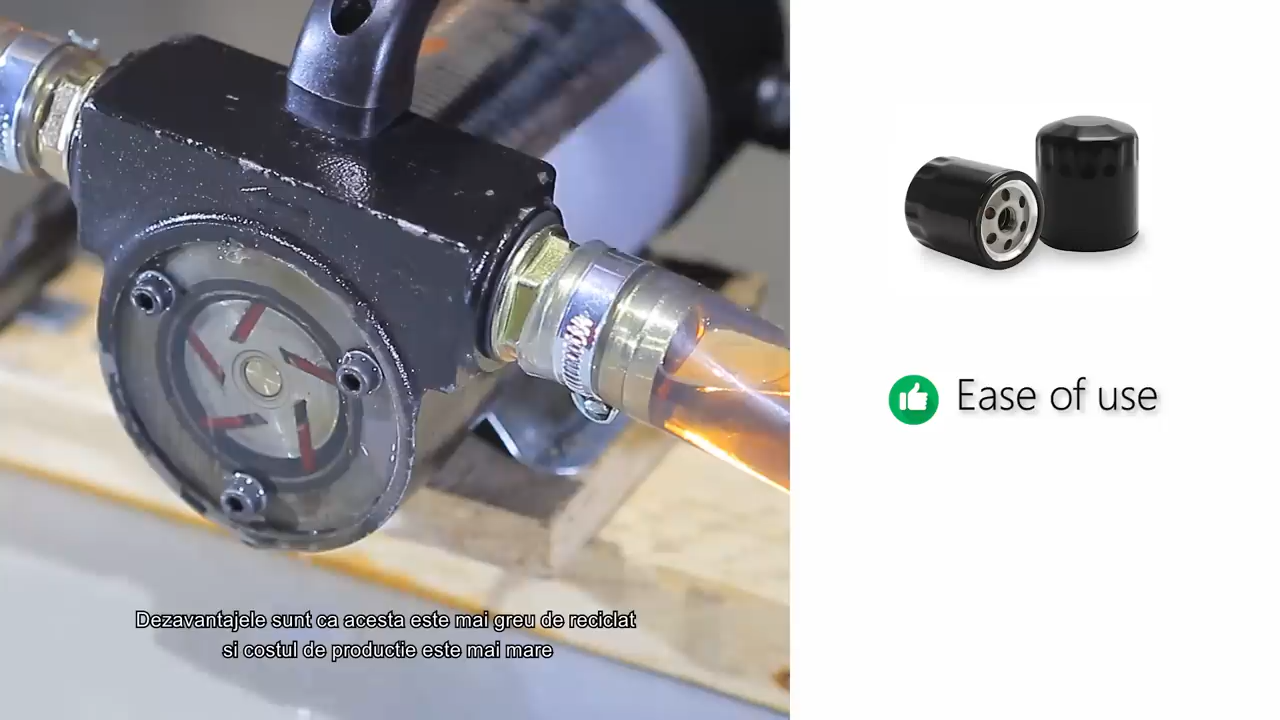 Ease of use
Dezavantajele sunt ca acesta este mai greu de reciclat
si costul de productie este mai mare